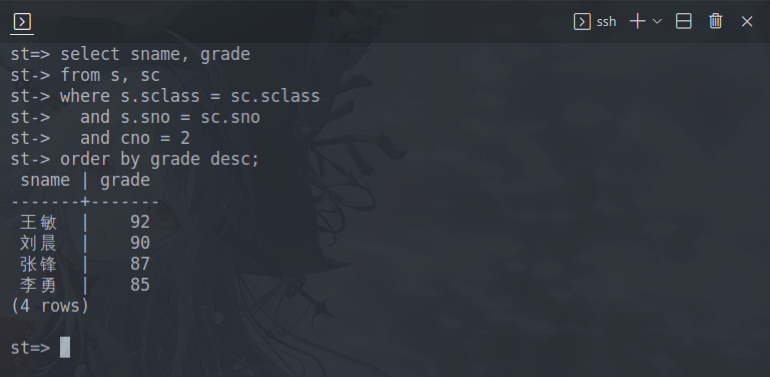 ssh
st=> select sname, grade
st-> from s, sc
st-> where s.sclass = sc.sclass
st->   and s.sno = sc.sno
st->   and cno = 2
st-> order by grade desc;
 sname | grade
-------+-------
 王敏  |    92
 刘晨  |    90
 张锋  |    87
 李勇  |    85
(4 rows)
st=>